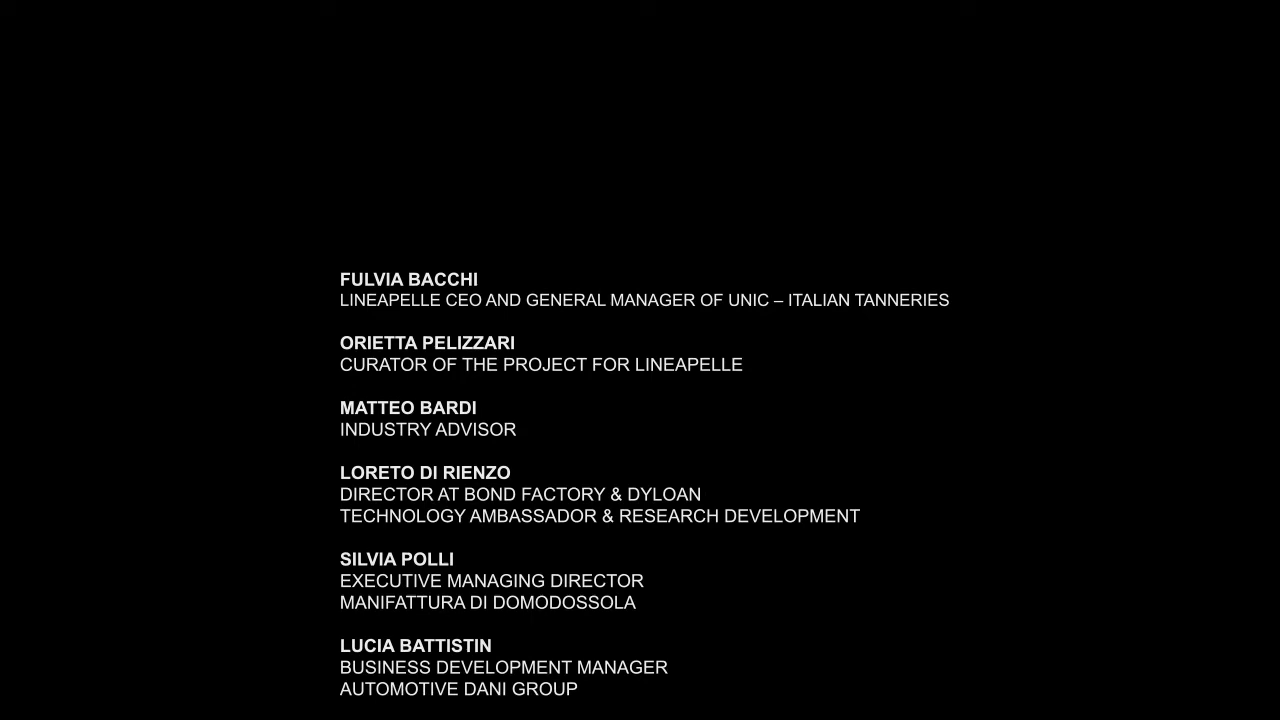 FULVIA BACCHI
LINEAPELLE CEO AND GENERAL MANAGER OF UNIC – ITALIAN TANNERIES
ORIETTA PELIZZARI
CURATOR OF THE PROJECT FOR LINEAPELLE
MATTEO BARDI
INDUSTRY ADVISOR
LORETO DI RIENZO
DIRECTOR AT BOND FACTORY & DYLOAN
TECHNOLOGY AMBASSADOR & RESEARCH DEVELOPMENT
SILVIA POLLI
EXECUTIVE MANAGING DIRECTOR
MANIFATTURA DI DOMODOSSOLA
LUCIA BATTISTIN
BUSINESS DEVELOPMENT MANAGER
AUTOMOTIVE DANI GROUP